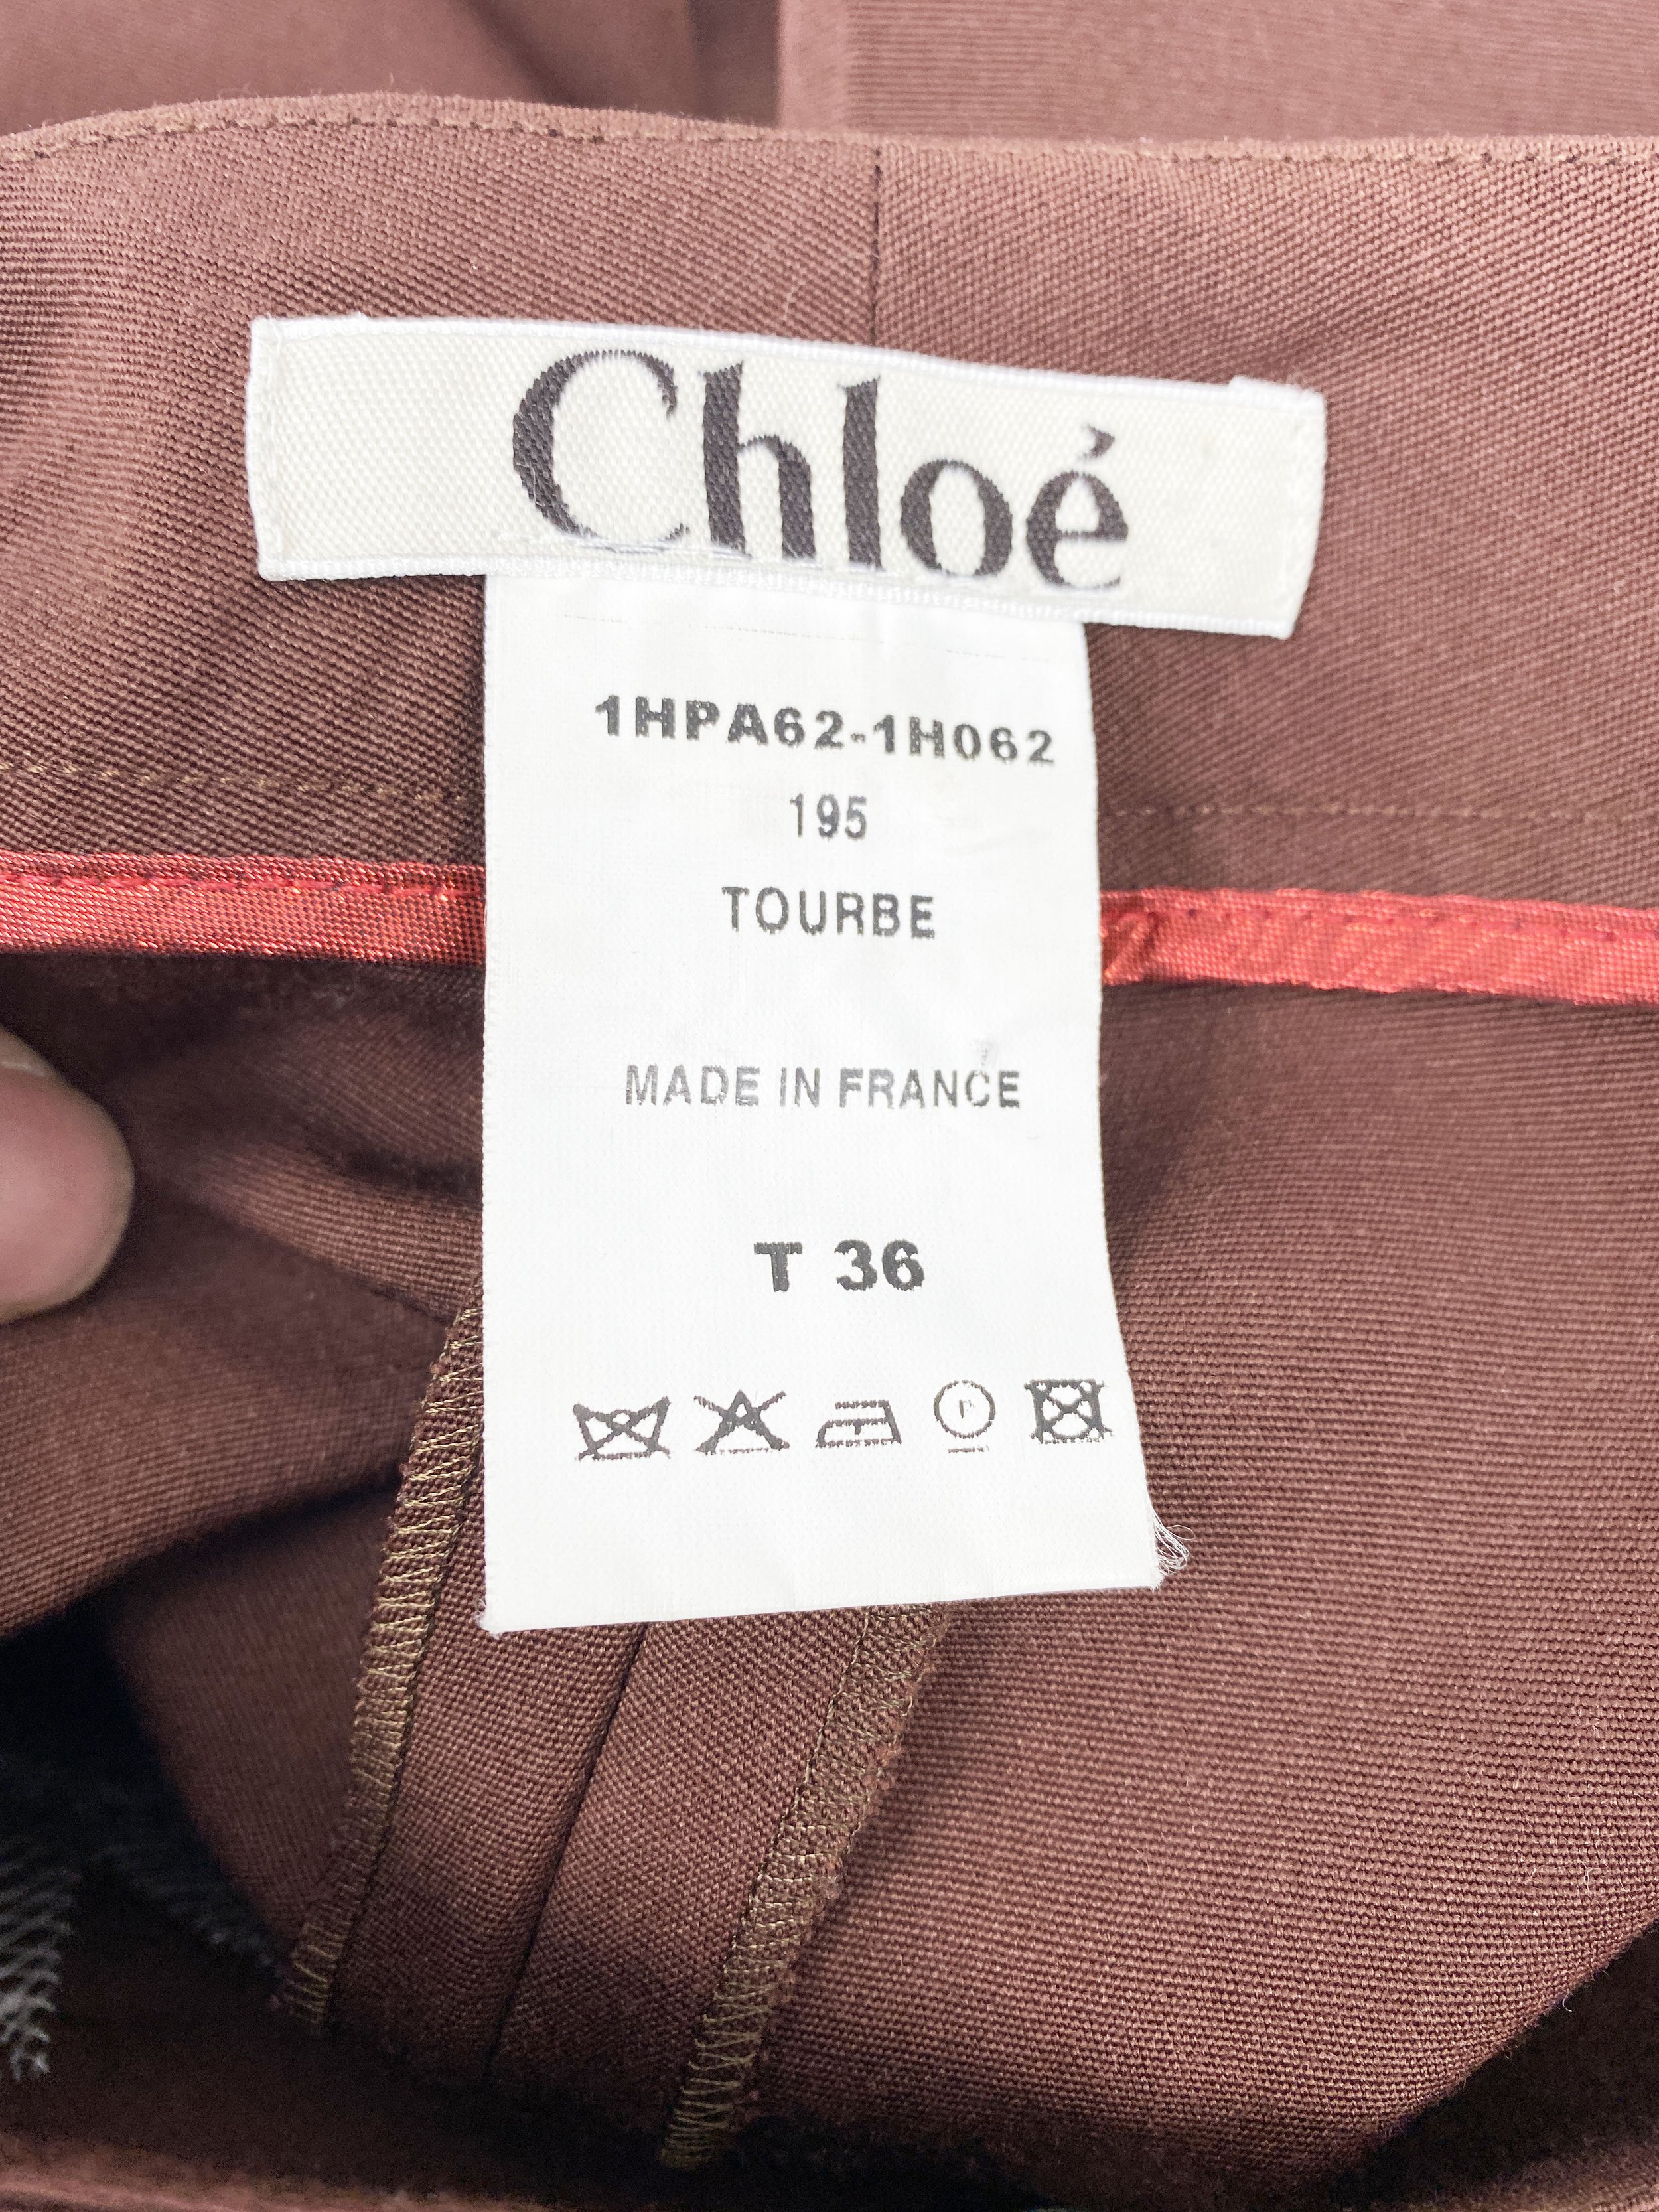 Chloé
1HPA62-1H062
195
TOURBE
MADE IN FRANCE
T 36
P